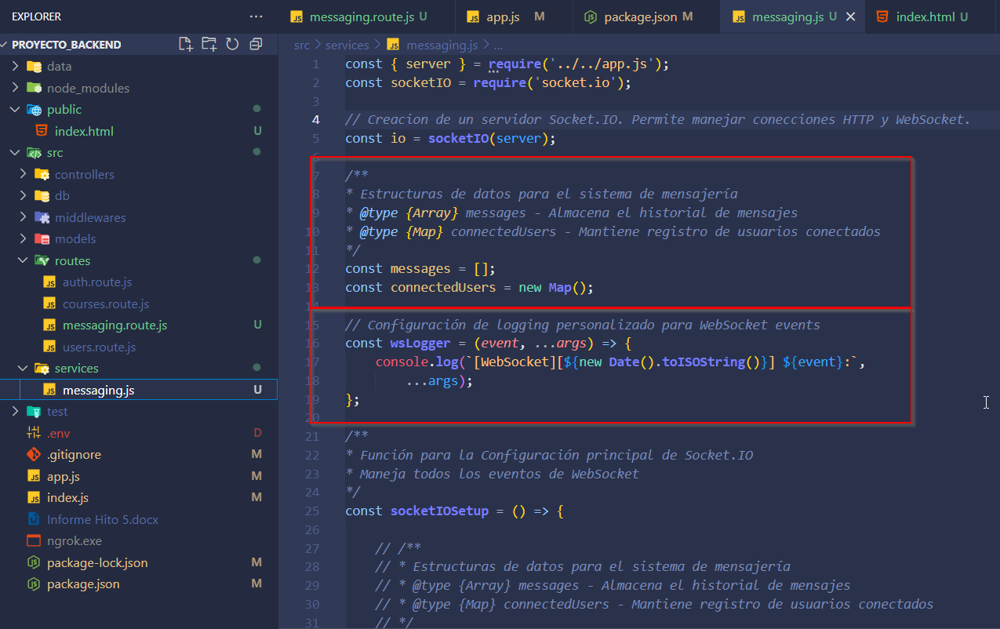 EXPLORER ...
messaging.route.js U
app.js M
package.json M
messaging.js U ×
index.html U
PROYECTO_BACKEND
src > services > messaging.js > ...
data
node_modules
public
index.html U
src
controllers
db
middlewares
models
routes
auth.route.js
courses.route.js
messaging.route.js U
users.route.js
services
messaging.js U
test
.env D
.gitignore M
app.js M
index.js M
Informe Hito 5.docx
ngrok.exe
package-lock.json M
package.json M
1 const { server } = require('../../app.js');
2 const socketIO = require('socket.io');
3
4 // Creacion de un servidor Socket.IO. Permite manejar conecciones HTTP y WebSocket.
5 const io = socketIO(server);
6
7 /**
8 * Estructuras de datos para el sistema de mensajería
9 * @type {Array} messages - Almacena el historial de mensajes
10 * @type {Map} connectedUsers - Mantiene registro de usuarios conectados
11 */
12 const messages = [];
13 const connectedUsers = new Map();
14
15 // Configuración de logging personalizado para WebSocket events
16 const wsLogger = (event, ...args) => {
17 console.log(`[WebSocket][${new Date().toISOString()}] ${event}:`,
18 ...args);
19 };
20
21 /**
22 * Función para la Configuración principal de Socket.IO
23 * Maneja todos los eventos de WebSocket
24 */
25 const socketIOSetup = () => {
26
27 // /**
28 // * Estructuras de datos para el sistema de mensajería
29 // * @type {Array} messages - Almacena el historial de mensajes
30 // * @type {Map} connectedUsers - Mantiene registro de usuarios conectados
31 // */